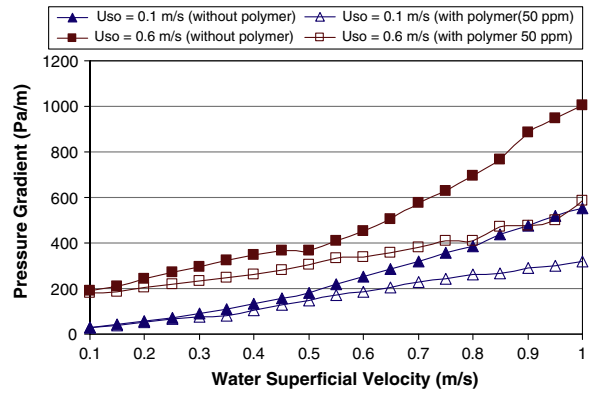 Uso = 0.1 m/s (without polymer)
Uso = 0.1 m/s (with polymer(50 ppm)
Uso = 0.6 m/s (without polymer)
Uso = 0.6 m/s (with polymer 50 ppm)
Pressure Gradient (Pa/m)
1200
1000
800
600
400
200
0
0.1 0.2 0.3 0.4 0.5 0.6 0.7 0.8 0.9 1
Water Superficial Velocity (m/s)